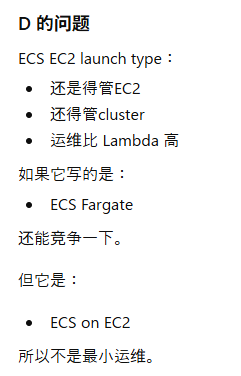 D 的问题
ECS EC2 launch type：
• 还是得管EC2
• 还得管cluster
• 运维比 Lambda 高
如果它写的是：
• ECS Fargate
还能竞争一下。
但它是：
• ECS on EC2
所以不是最小运维。